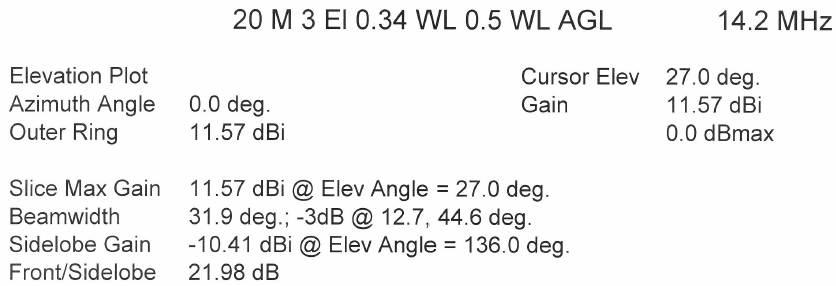 20 M 3 El 0.34 WL 0.5 WL AGL 14.2 MHz
Elevation Plot Cursor Elev 27.0 deg.
Azimuth Angle 0.0 deg. Gain 11.57 dBi
Outer Ring 11.57 dBi 0.0 dBmax
Slice Max Gain 11.57 dBi @ Elev Angle = 27.0 deg.
Beamwidth 31.9 deg.; -3dB @ 12.7, 44.6 deg.
Sidelobe Gain -10.41 dBi @ Elev Angle = 136.0 deg.
Front/Sidelobe 21.98 dB